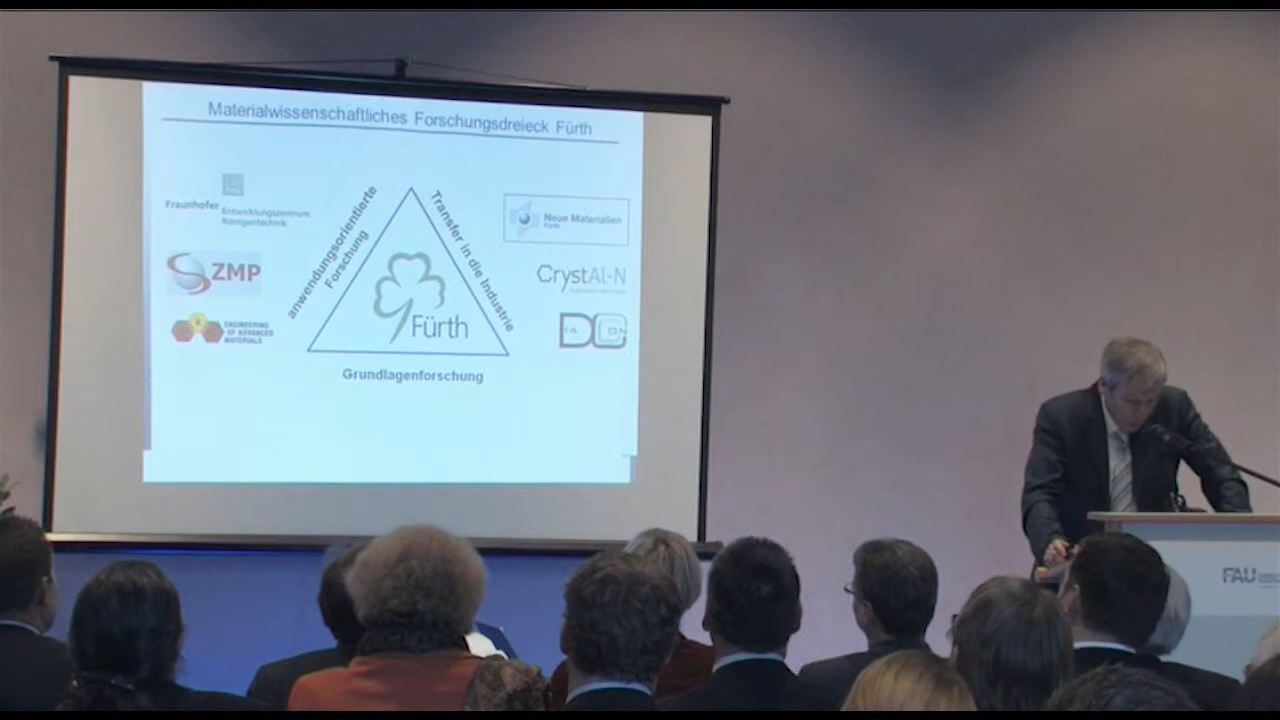 Materialwissenschaftliches Forschungsdreieck Fürth
Fraunhofer
Entwicklungszentrum
Röntgentechnik
ZMP
ENGINEERING
OF ADVANCED
MATERIALS
anwendungsorientierte
Forschung
Transfer in die Industrie
Fürth
Grundlagenforschung
Neue Materialien
Fürth
CrystAl-N
DIACON
FAU